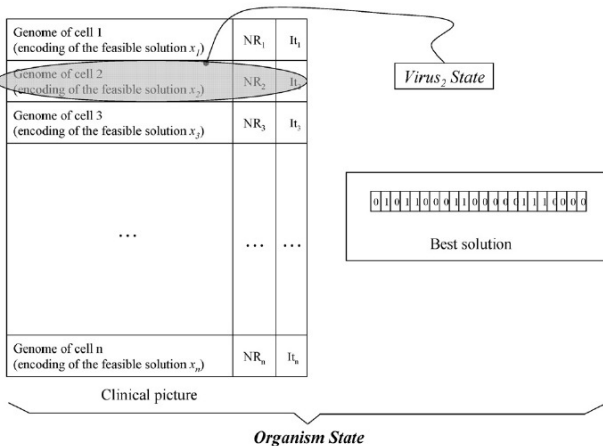 Genome of cell 1
(encoding of the feasible solution x1)
NR1
It1
Genome of cell 2
(encoding of the feasible solution x2)
NR2
It2
Genome of cell 3
(encoding of the feasible solution x3)
NR3
It3
... ... ...
Genome of cell n
(encoding of the feasible solution xn)
NRn
Itn
Clinical picture
Virus2 State
0 1 0 1 1 0 0 0 1 1 0 0 0 0 0 1 1 1 0 0 0 0
Best solution
Organism State